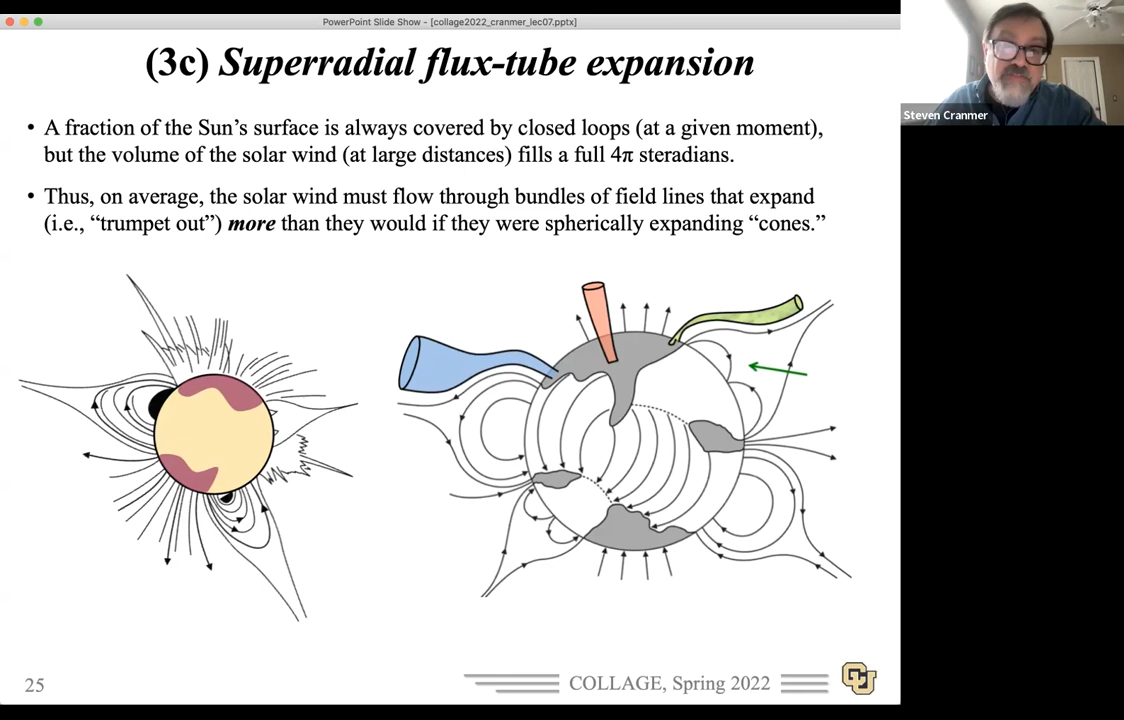 PowerPoint Slide Show - [collage2022_cranmer_lec07.pptx]
(3c) Superradial flux-tube expansion
• A fraction of the Sun's surface is always covered by closed loops (at a given moment),
but the volume of the solar wind (at large distances) fills a full 4π steradians.
• Thus, on average, the solar wind must flow through bundles of field lines that expand
(i.e., “trumpet out”) more than they would if they were spherically expanding “cones.”
25
COLLAGE, Spring 2022
CU
Steven Cranmer